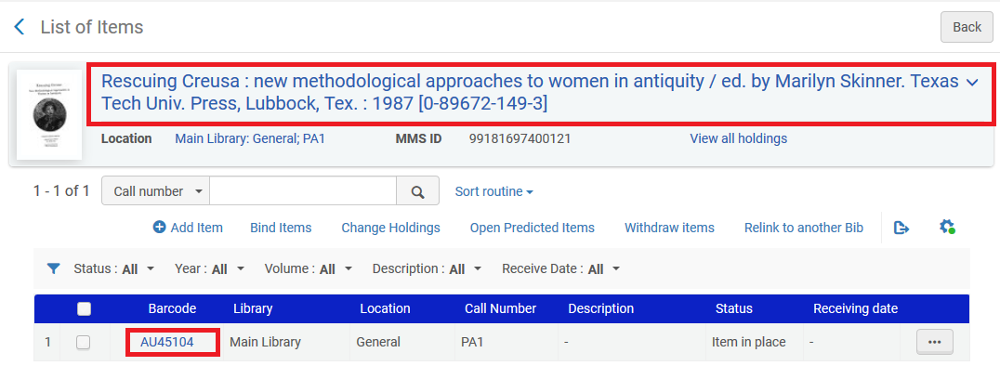 List of Items
Back
Rescuing Creusa
Rescuing Creusa : new methodological approaches to women in antiquity / ed. by Marilyn Skinner. Texas
Tech Univ. Press, Lubbock, Tex. : 1987 [0-89672-149-3]
Location Main Library: General; PA1 MMS ID 99181697400121 View all holdings
1 - 1 of 1 Call number Sort routine
Add Item Bind Items Change Holdings Open Predicted Items Withdraw items Relink to another Bib
Status : All Year : All Volume : All Description : All Receive Date : All
Barcode Library Location Call Number Description Status Receiving date
1 AU45104 Main Library General PA1 - Item in place -